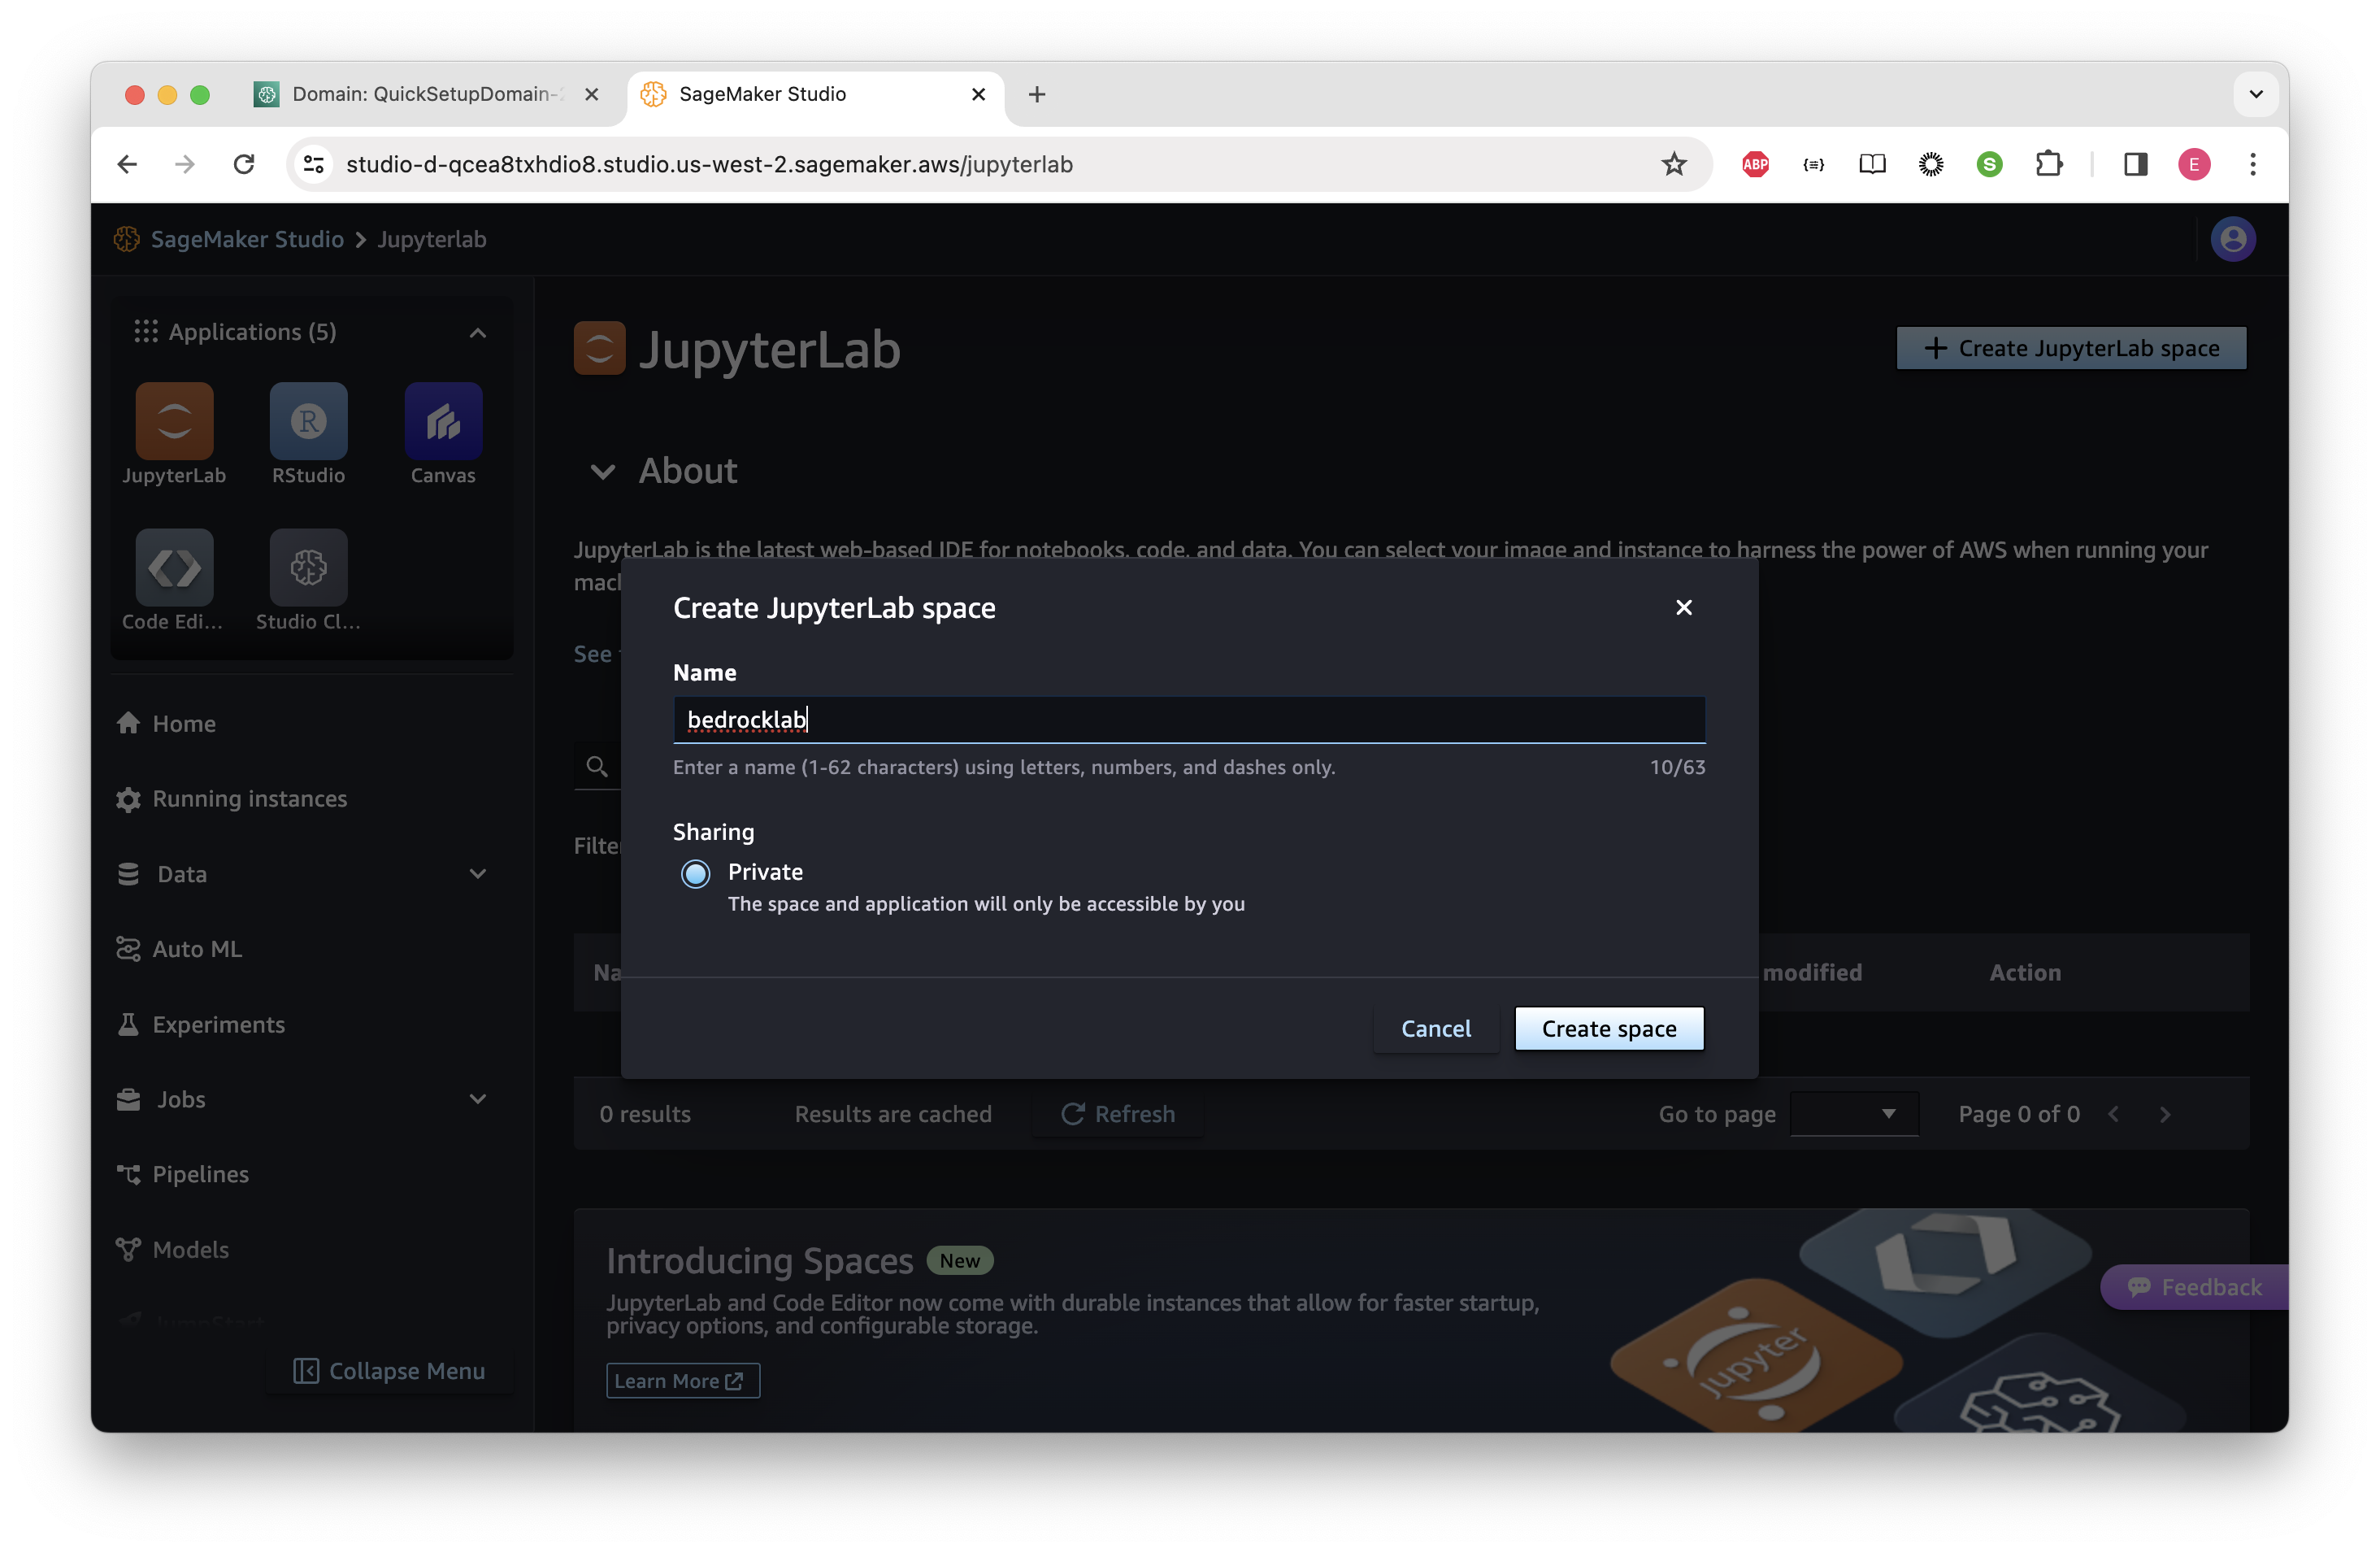 Domain: QuickSetupDomain-
SageMaker Studio
studio-d-qcea8txhdio8.studio.us-west-2.sagemaker.aws/jupyterlab
ABP
S
E
SageMaker Studio > Jupyterlab
Applications (5)
JupyterLab
R
RStudio
Canvas
Code Edi...
Studio Cl...
Home
Running instances
Data
Auto ML
Experiments
Jobs
Pipelines
Models
JumpStart
Collapse Menu
JupyterLab
Create JupyterLab space
About
JupyterLab is the latest web-based IDE for notebooks, code, and data. You can select your image and instance to harness the power of AWS when running your
See
Create JupyterLab space
Name
bedrocklab
Enter a name (1-62 characters) using letters, numbers, and dashes only.
10/63
Sharing
Private
The space and application will only be accessible by you
Cancel
Create space
modified
Action
0 results
Results are cached
Refresh
Go to page
Page 0 of 0
Introducing Spaces
New
JupyterLab and Code Editor now come with durable instances that allow for faster startup,
privacy options, and configurable storage.
Learn More
jupyter
Feedback